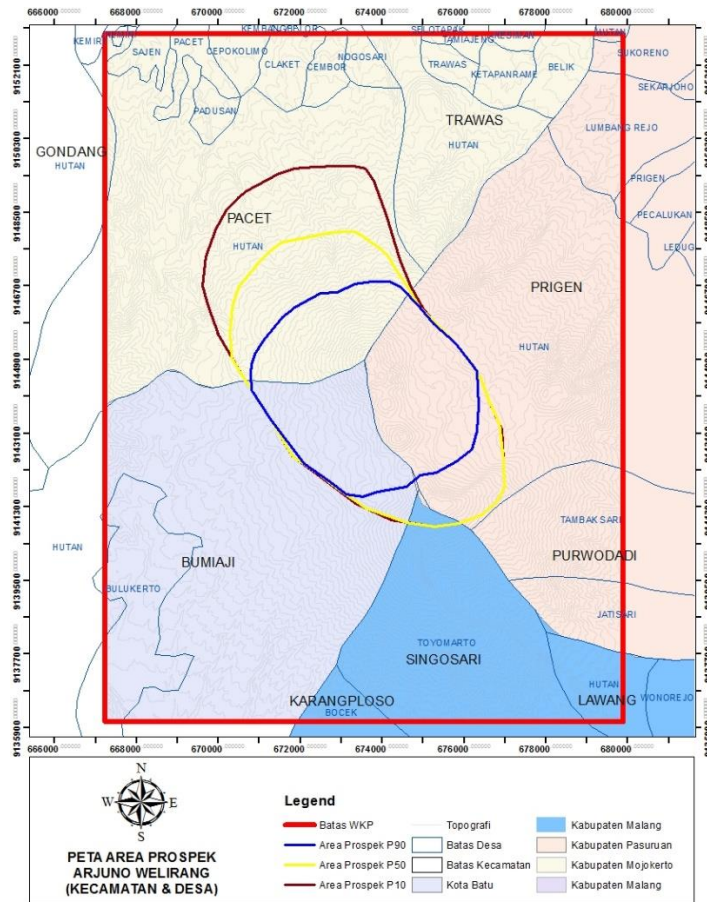 666000 668000 670000 672000 674000 676000 678000 680000
KEMBANGBELOR SELOTAPAK HUTAN
KEMIRI KEMIRI PACET TAMIAJENG KEDIMAN
SAJEN CEPOKOLIMO NOGOSARI SUKORENO
CLAKET CEMBOR TRAWAS KETAPANRAME BELIK
SEKARJOHO
PADUSAN
TRAWAS LUMBANG REJO
HUTAN
GONDANG
HUTAN
PRIGEN
PACET PECALUKAN
HUTAN LEDUG
PRIGEN
HUTAN
9152100
9150300
9148500
9146700
9144900
9143100
9141300
9139500
9137700
9135900
TAMBAK SARI
HUTAN BUMIAJI PURWODADI
BULUKERTO
JATISARI
TOYOMARTO
SINGOSARI
HUTAN
KARANGPLOSO LAWANG WONOREJO
BOCEK
666000 668000 670000 672000 674000 676000 678000 680000
N
W E
S
PETA AREA PROSPEK
ARJUNO WELIRANG
(KECAMATAN & DESA)
Legend
Batas WKP
Area Prospek P90
Area Prospek P50
Area Prospek P10
Topografi
Batas Desa
Batas Kecamatan
Kota Batu
Kabupaten Malang
Kabupaten Pasuruan
Kabupaten Mojokerto
Kabupaten Malang